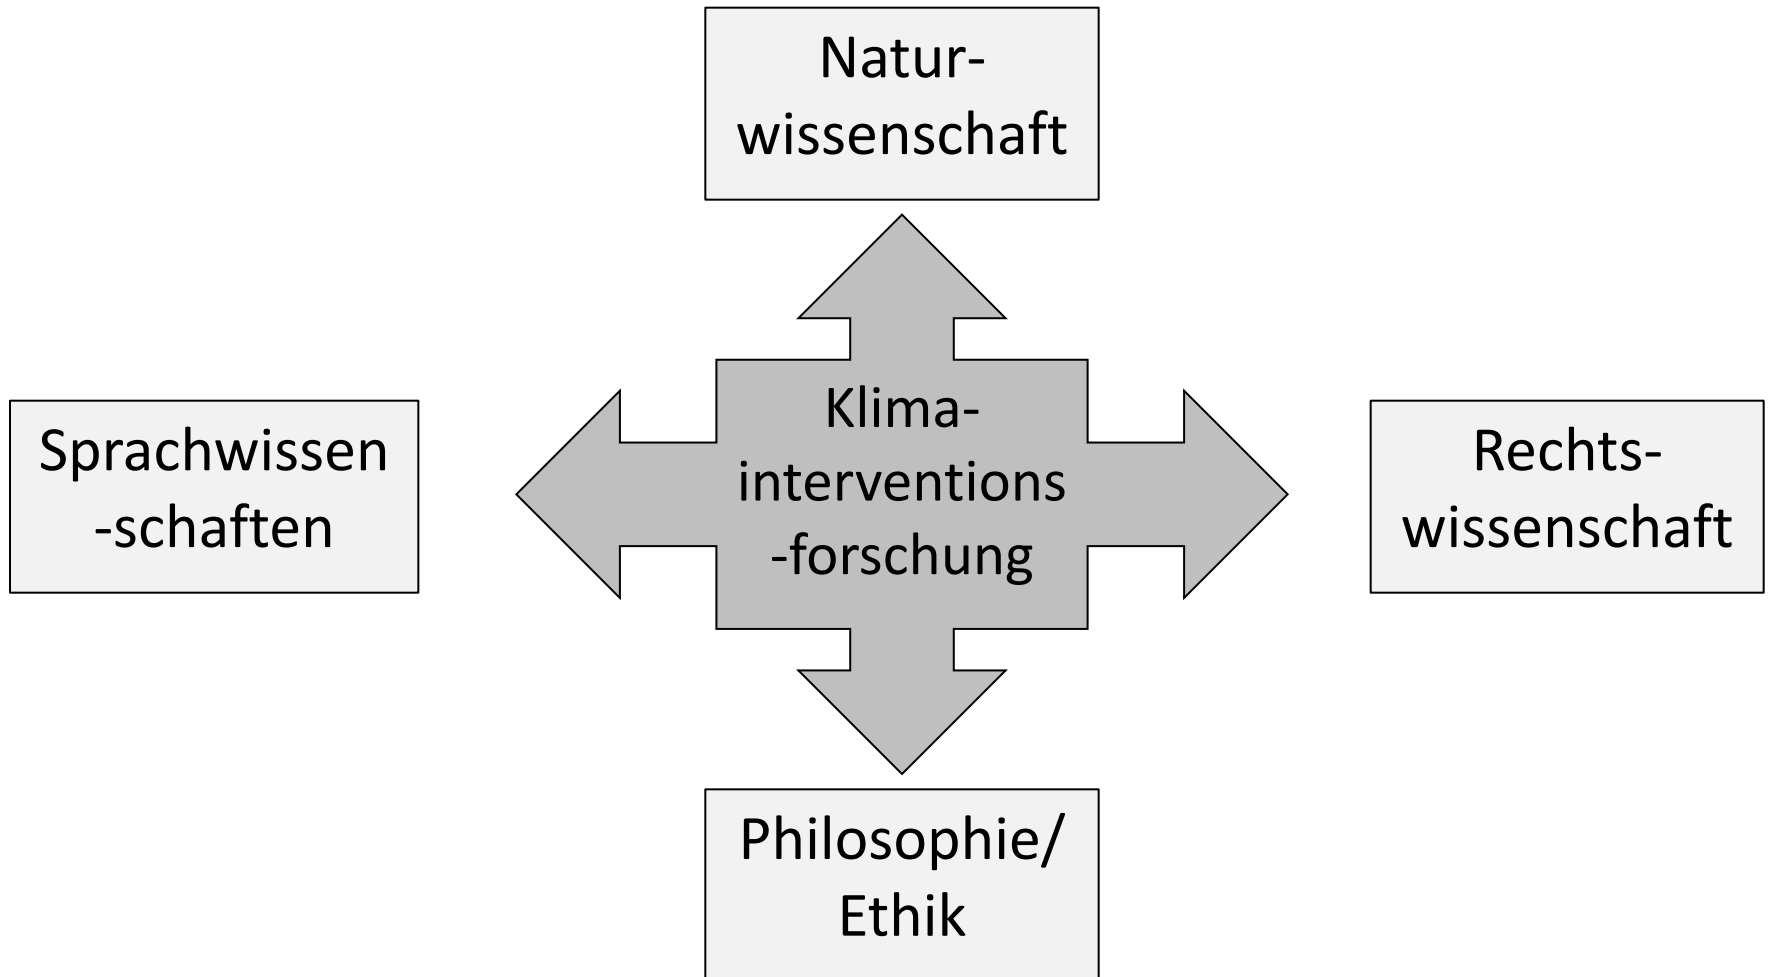 Natur-
wissenschaft
Klima-
interventions
-forschung
Sprachwissen
-schaften
Rechts-
wissenschaft
Philosophie/
Ethik